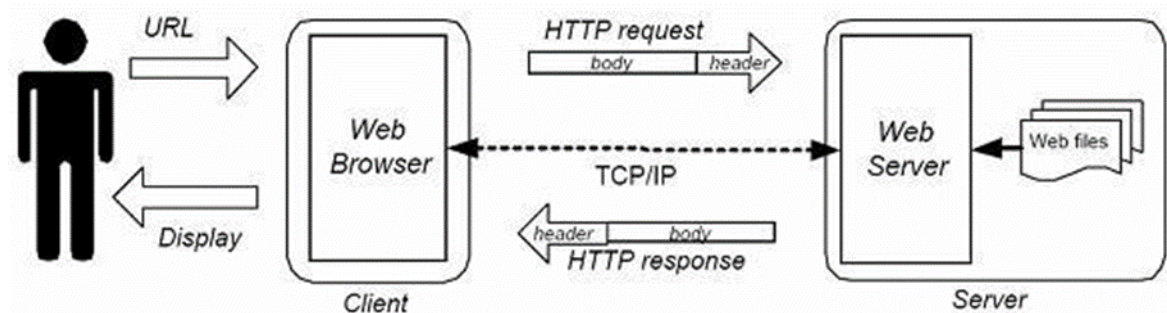 URL
HTTP request
body header
Web
Browser
Web
Server
Web files
TCP/IP
Display
header body
HTTP response
Client
Server